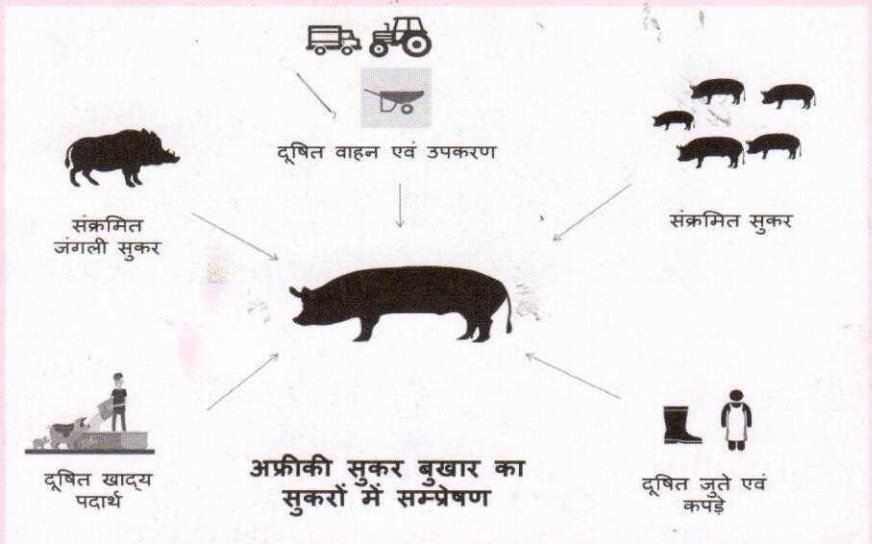 दूषित वाहन एवं उपकरण
संक्रमित
जंगली सुकर
संक्रमित सुकर
दूषित खाद्य
पदार्थ
अफ्रीकी सुकर बुखार का
सुकरों में सम्प्रेषण
दूषित जुते एवं
कपड़े